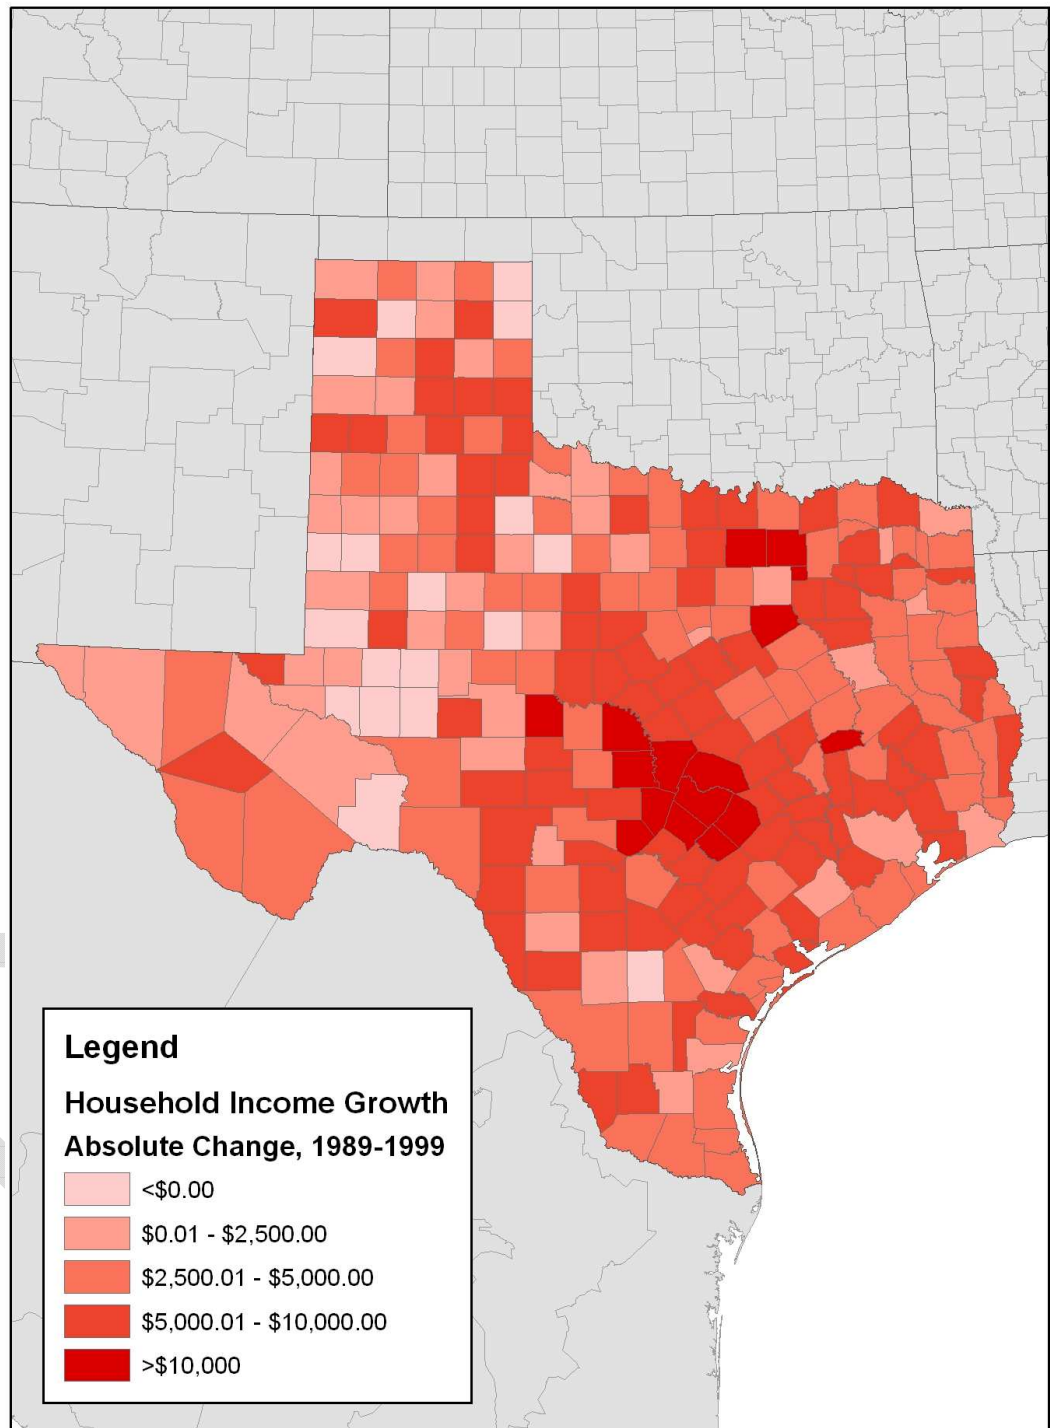 Legend
Household Income Growth
Absolute Change, 1989-1999
<$0.00
$0.01 - $2,500.00
$2,500.01 - $5,000.00
$5,000.01 - $10,000.00
>$10,000